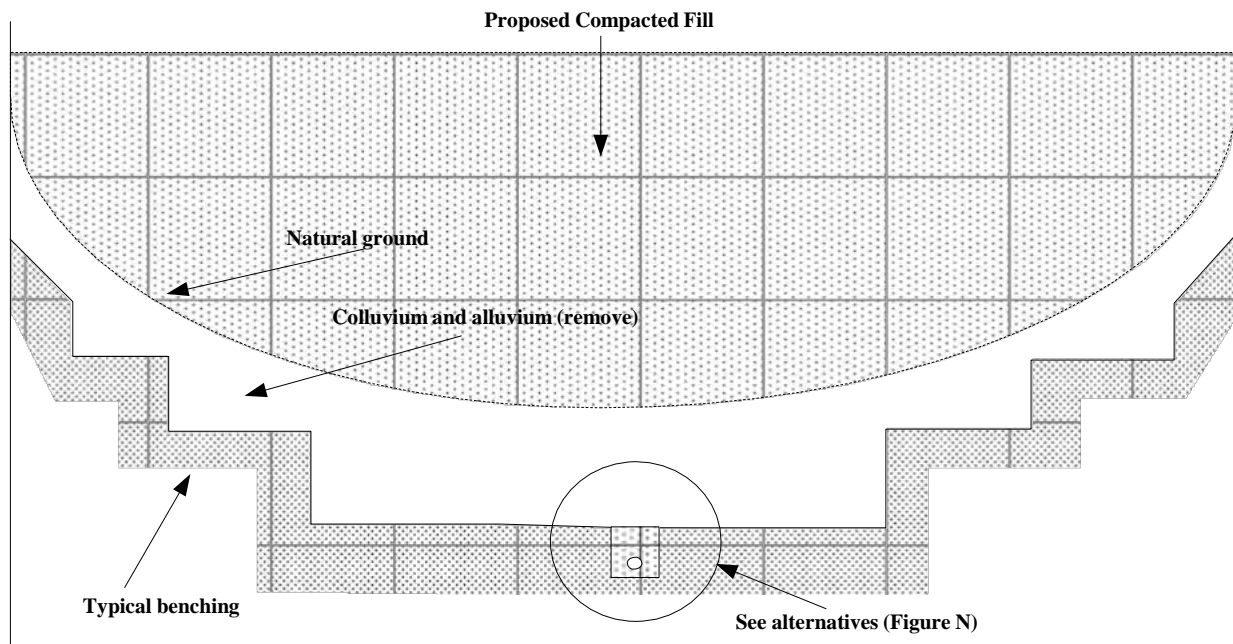 Proposed Compacted Fill
Natural ground
Colluvium and alluvium (remove)
Typical benching
See alternatives (Figure N)